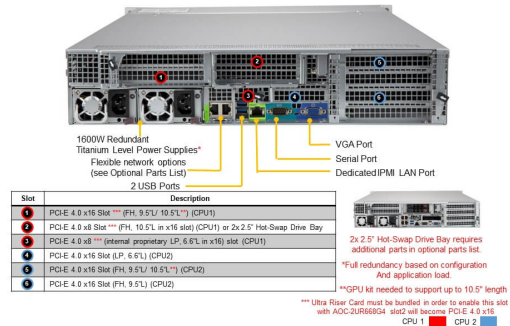 1
2
3
4
5
6
1600W Redundant
Titanium Level Power Supplies*
Flexible network options
(see Optional Parts List)
2 USB Ports
VGA Port
Serial Port
Dedicated IPMI LAN Port
Slot Description
1 PCI-E 4.0 x16 Slot *** (FH, 9.5"L/ 10.5"L**) (CPU1)
2 PCI-E 4.0 x8 Slot *** (FH, 10.5"L in x16 slot) (CPU1) or 2x 2.5" Hot-Swap Drive Bay
3 PCI-E 4.0 x8 *** (internal proprietary LP, 6.6"L in x16) slot (CPU1)
4 PCI-E 4.0 x16 Slot (LP, 6.6"L) (CPU2)
5 PCI-E 4.0 x16 Slot (FH, 9.5"L/ 10.5"L**) (CPU2)
6 PCI-E 4.0 x16 Slot (FH, 9.5"L) (CPU2)
2x 2.5" Hot-Swap Drive Bay requires
additional parts in optional parts list.
*Full redundancy based on configuration
And application load.
**GPU kit needed to support up to 10.5" length
*** Ultra Riser Card must be bundled in order to enable this slot
with AOC-2UR668G4 slot2 will become PCI-E 4.0 x16
CPU 1 CPU 2